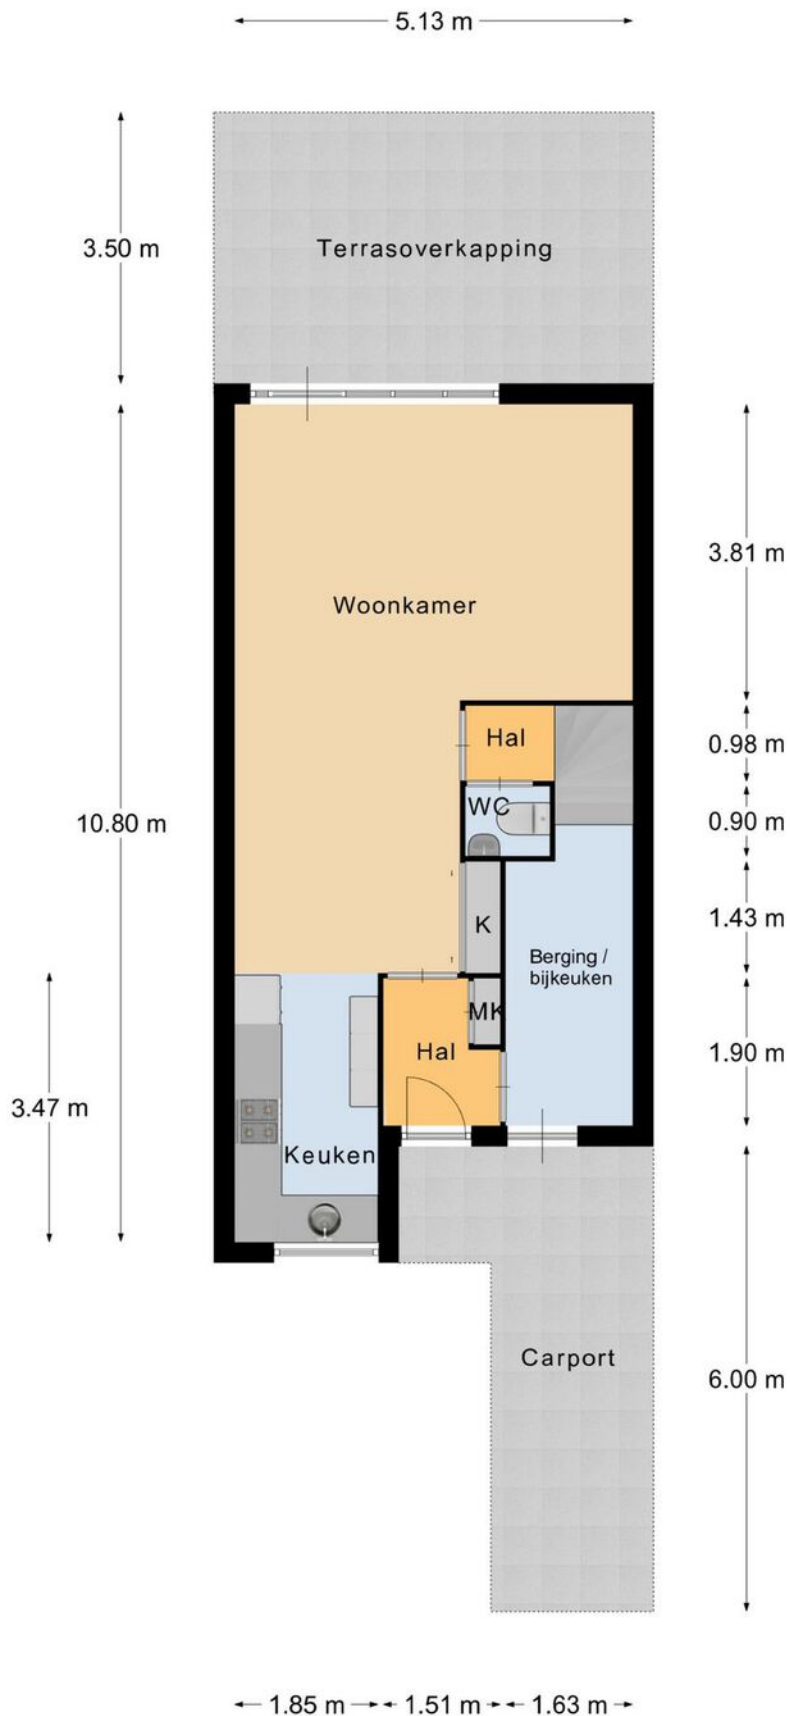 5.13 m
3.50 m
Terrasoverkapping
3.81 m
Woonkamer
Hal
0.98 m
WC
0.90 m
10.80 m
1.43 m
K
Berging /
bijkeuken
MK
Hal
1.90 m
3.47 m
Keuken
Carport
6.00 m
1.85 m
1.51 m
1.63 m